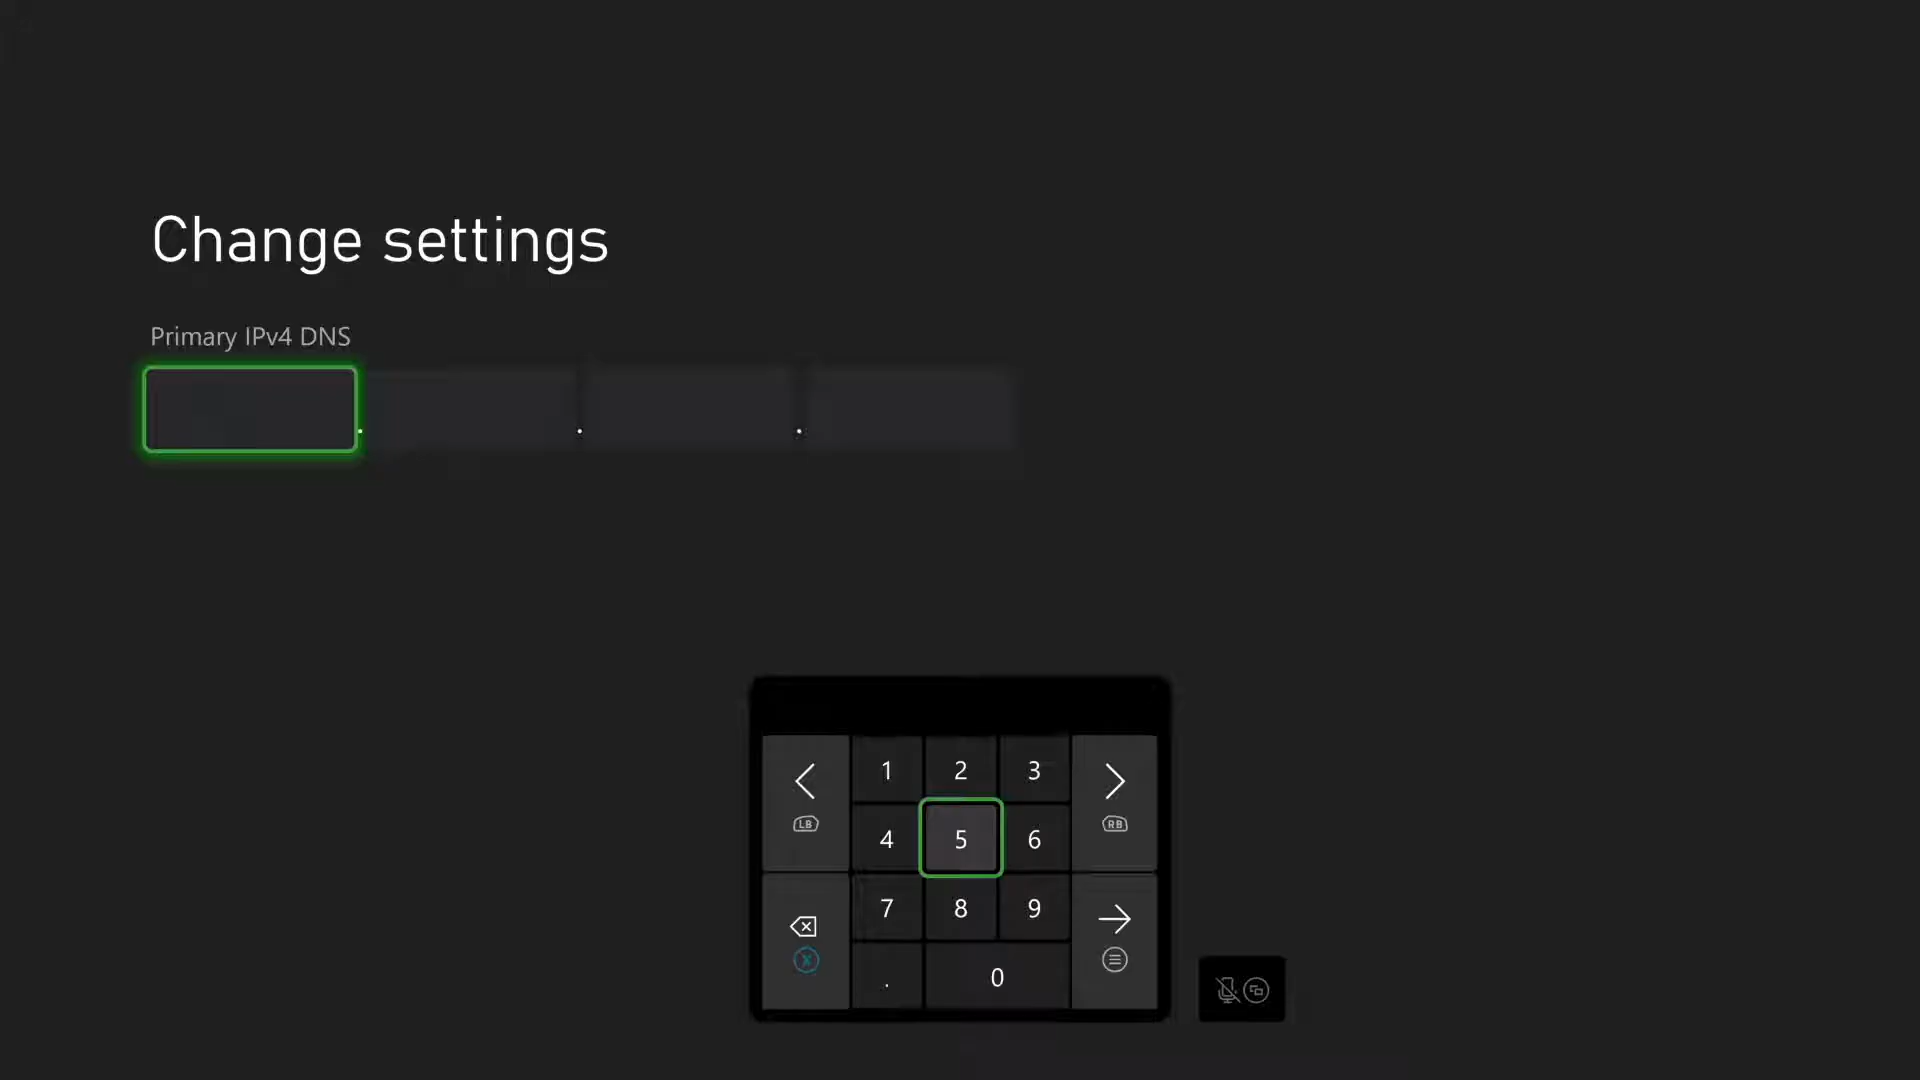 Change settings
Primary IPv4 DNS
. . .
1 2 3
LB RB
4 5 6
7 8 9
X
. 0